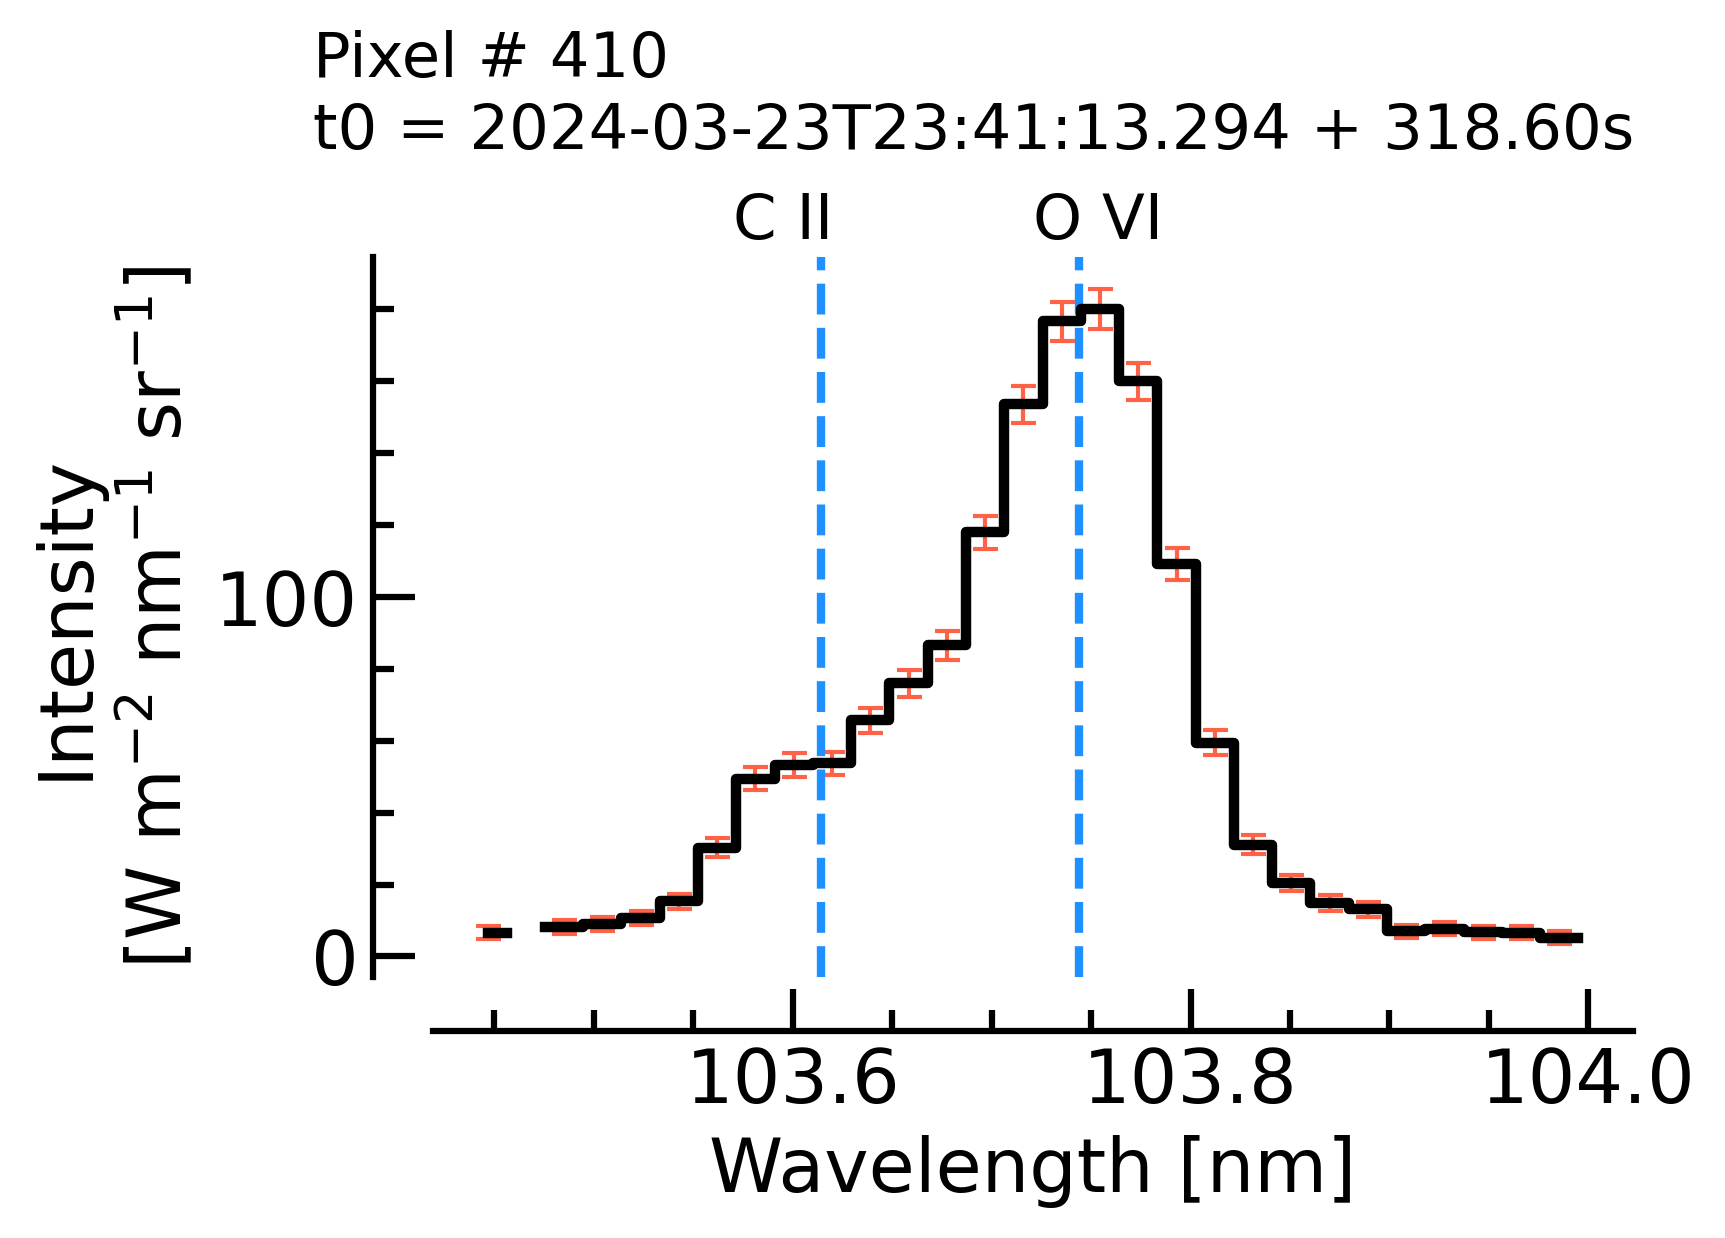 Pixel # 410
t0 = 2024-03-23T23:41:13.294 + 318.60s
C II O VI
Intensity
[W m⁻² nm⁻¹ sr⁻¹]
100
0
103.6 103.8 104.0
Wavelength [nm]